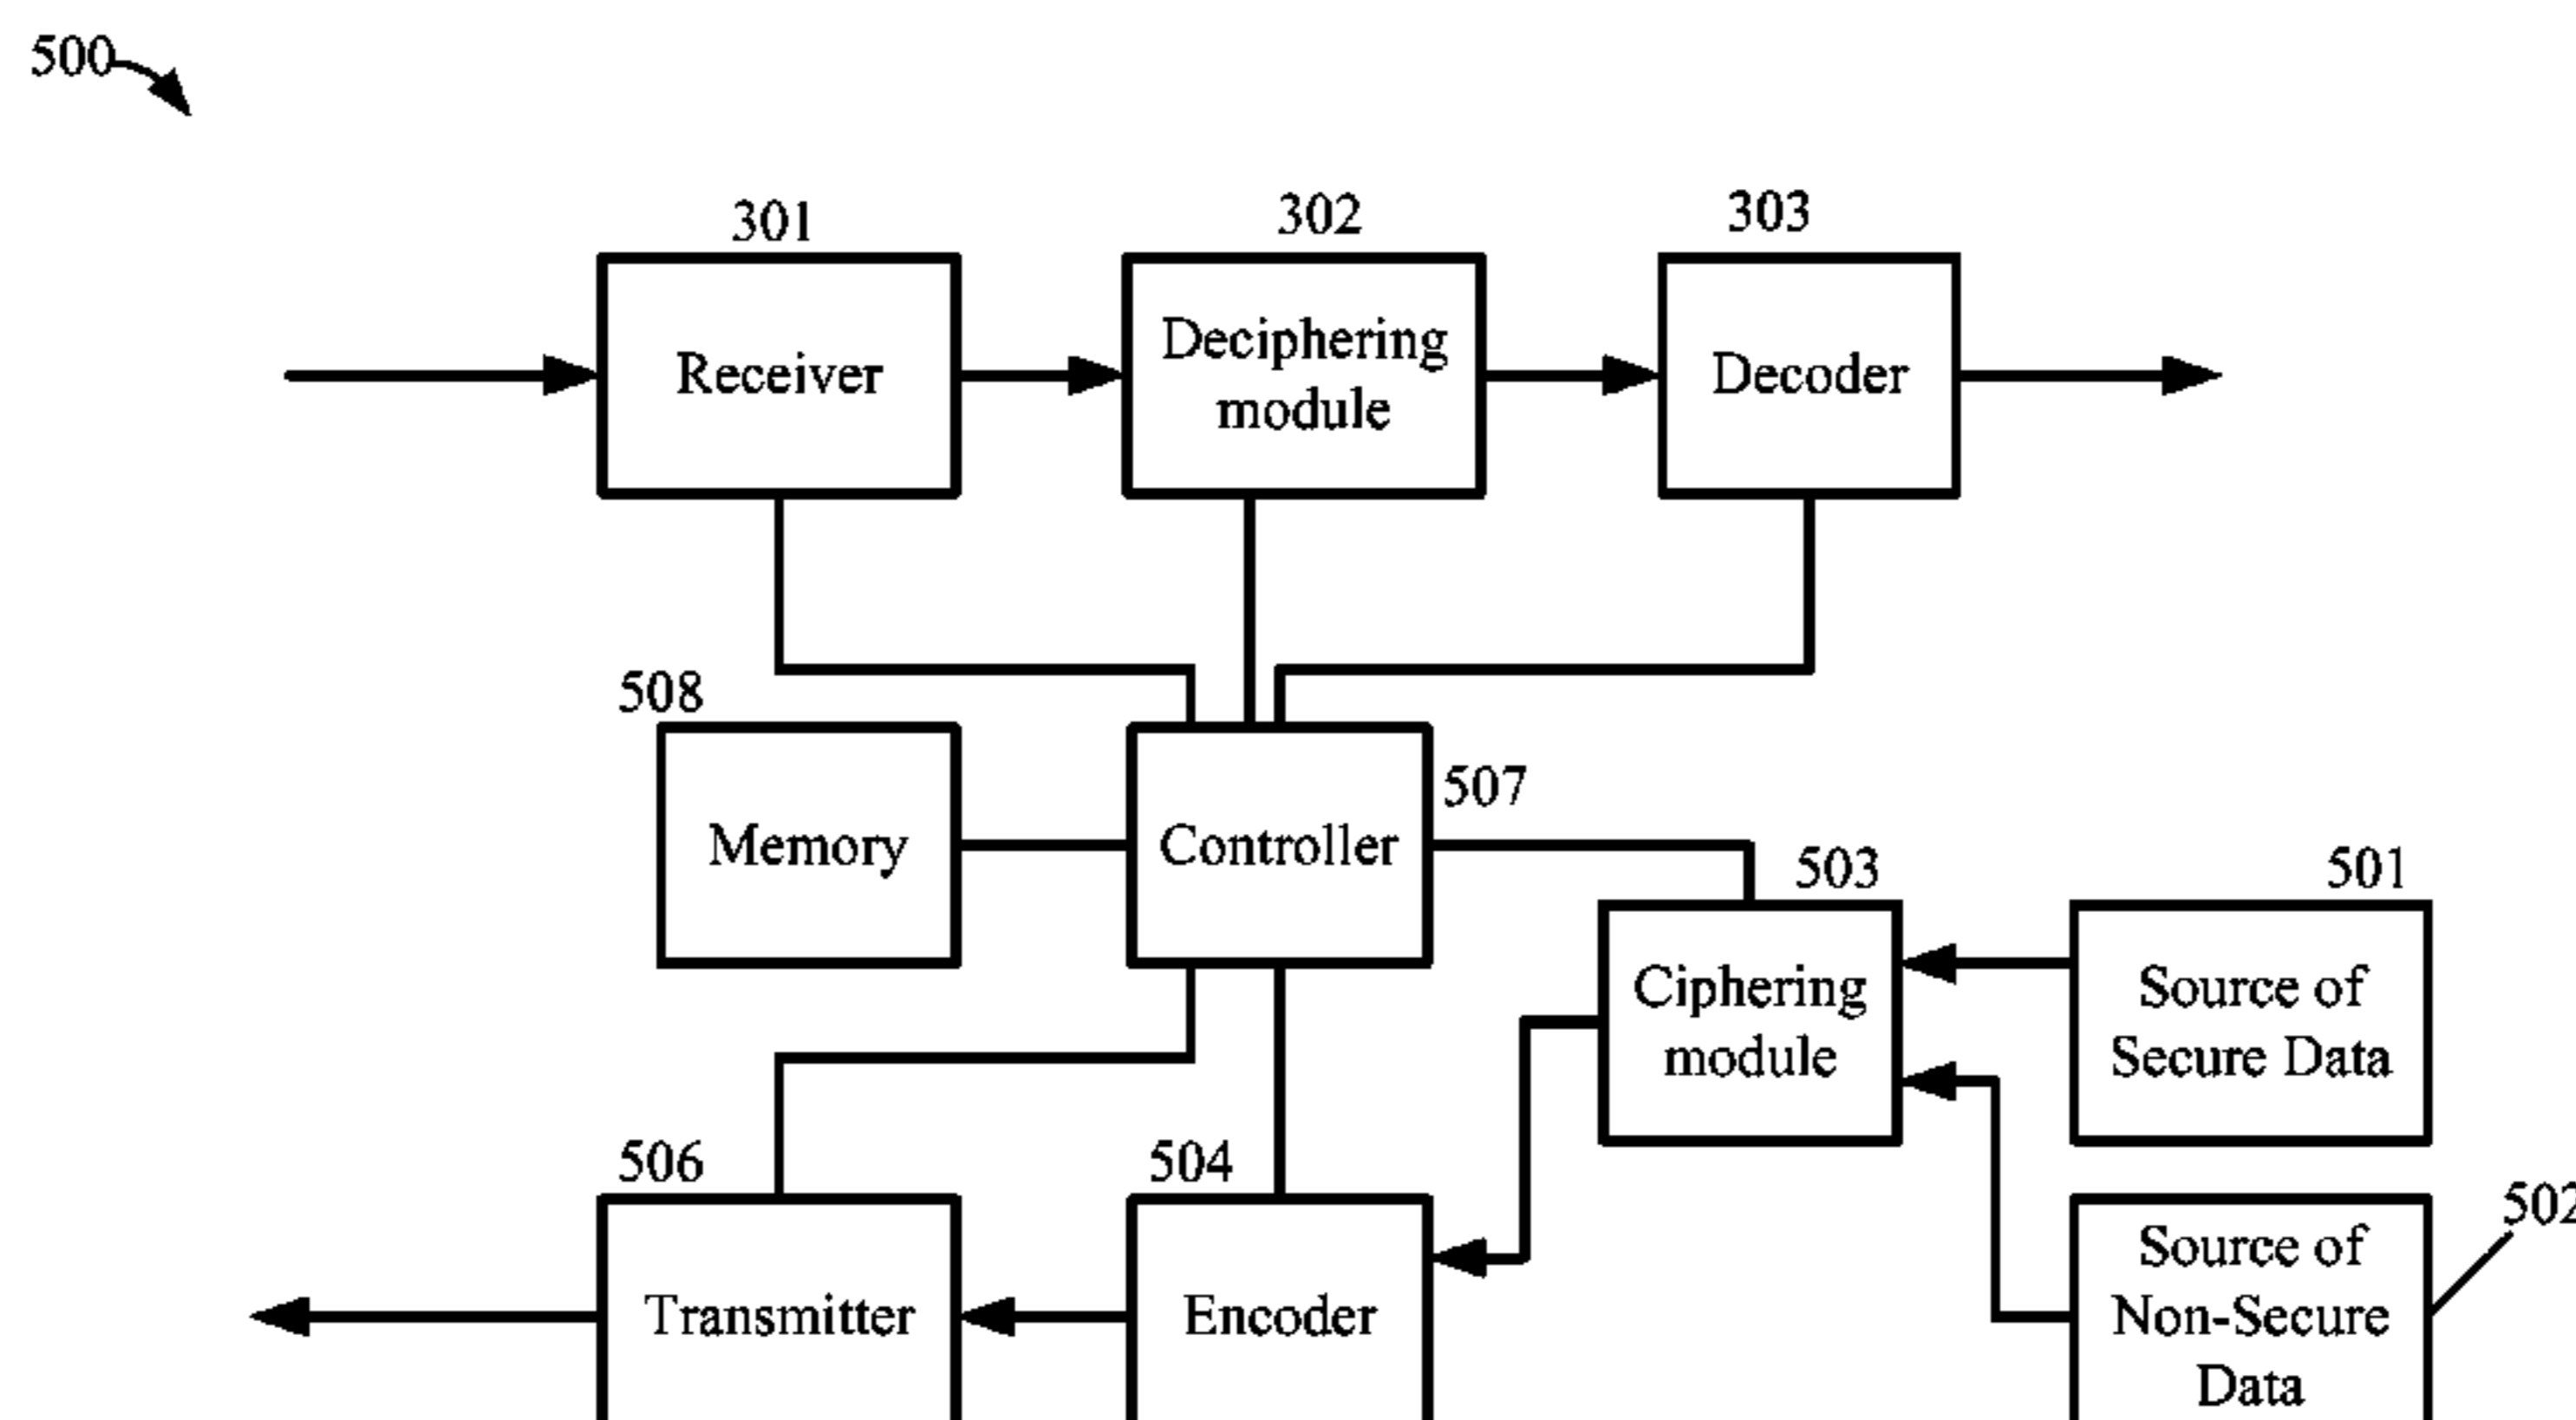 500
301
302
303
Receiver
Deciphering
module
Decoder
508
507
Memory
Controller
503
501
Ciphering
module
Source of
Secure Data
506
504
502
Transmitter
Encoder
Source of
Non-Secure
Data